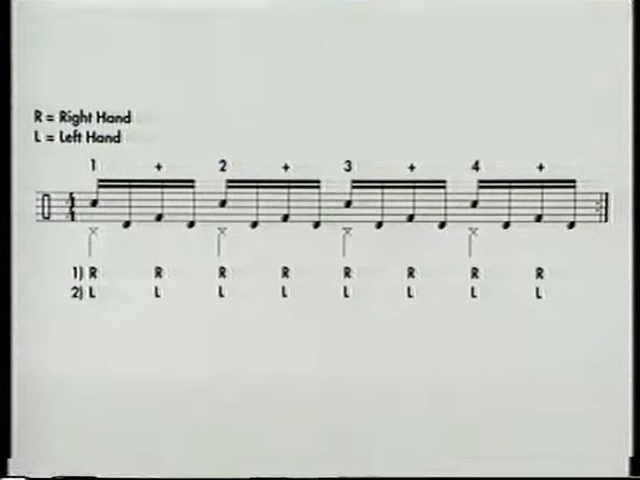 R = Right Hand
L = Left Hand
1 + 2 + 3 + 4 +
1) R R R R R R R R
2) L L L L L L L L